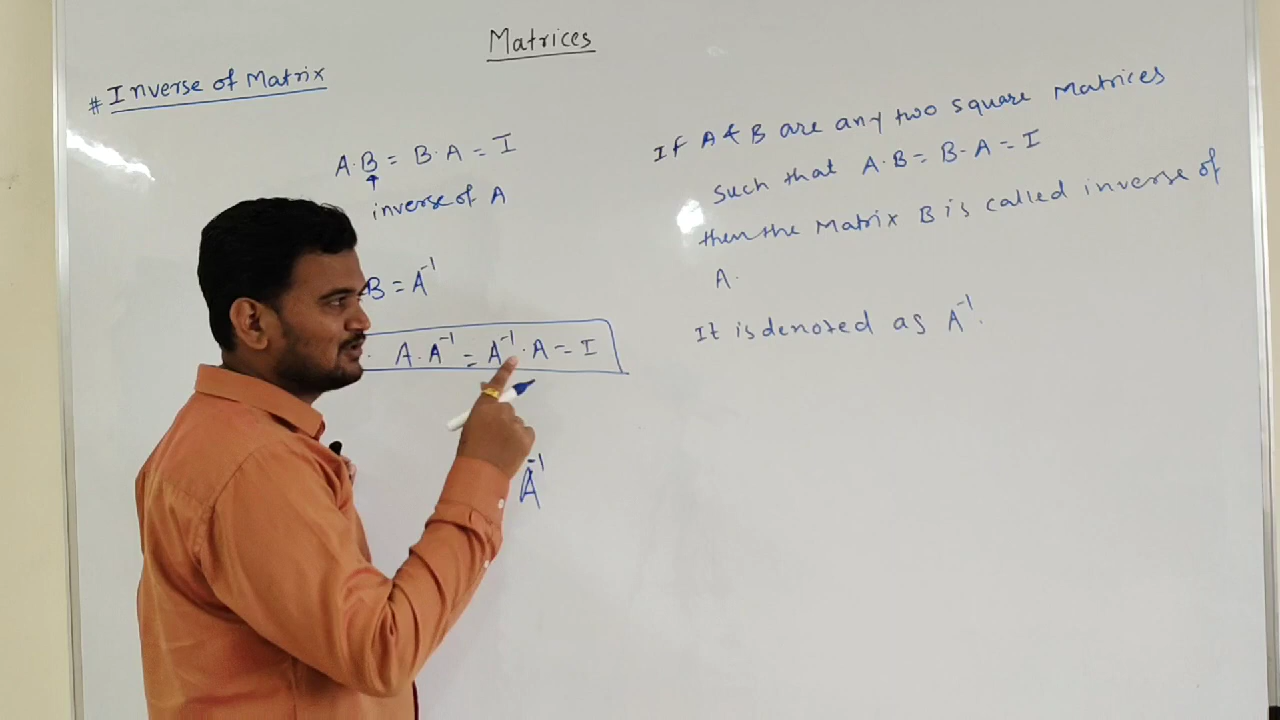 Matrices
# Inverse of Matrix
A·B = B·A = I
inverse of A
B = A⁻¹
A·A⁻¹ = A⁻¹·A = I
A⁻¹
If A & B are any two square Matrices
Such that A·B = B·A = I
then the Matrix B is called inverse of
A.
It is denoted as A⁻¹.